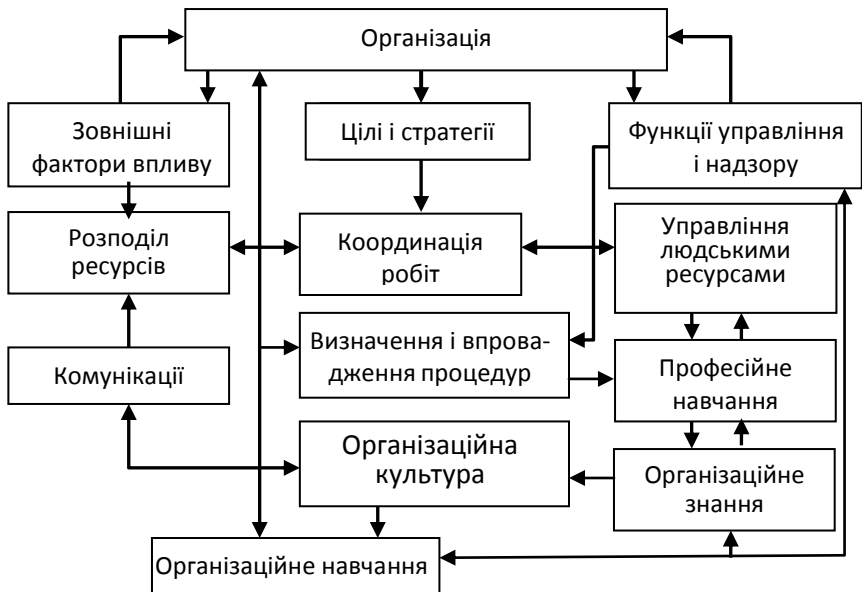 Організація
Зовнішні
фактори впливу
Цілі і стратегії
Функції управління
і надзору
Розподіл
ресурсів
Координація
робіт
Управління
людськими
ресурсами
Комунікації
Визначення і впрова-
дження процедур
Професійне
навчання
Організаційна
культура
Організаційне
знання
Організаційне навчання